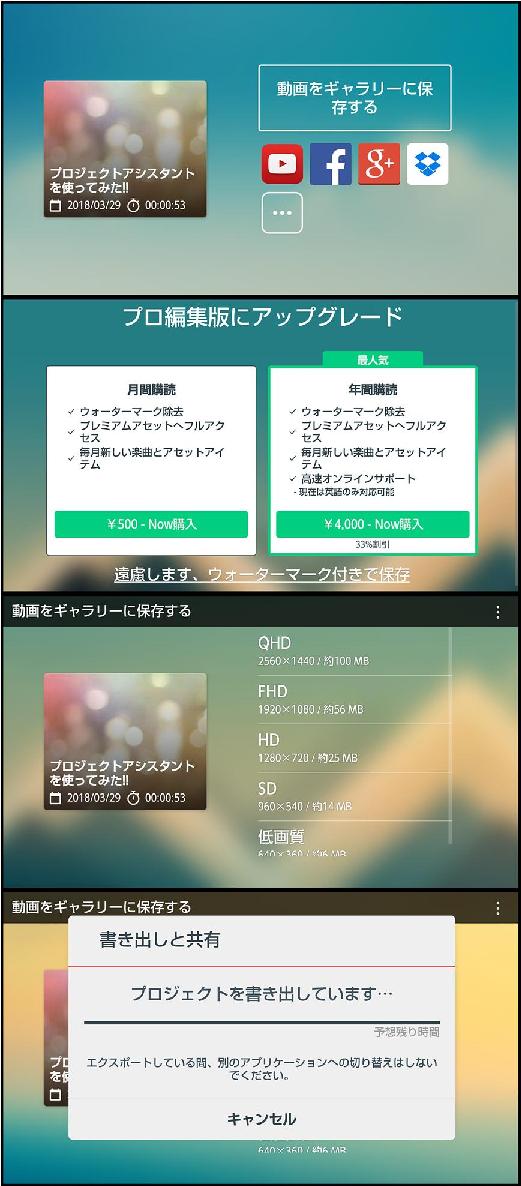 動画をギャラリーに保
存する
プロジェクトアシスタント
を使ってみた!!
2018/03/29 00:00:53
プロ編集版にアップグレード
月間購読
✓ ウォーターマーク除去
✓ プレミアムアセットへフルアク
セス
✓ 毎月新しい楽曲とアセットアイ
テム
¥500 - Now購入
最人気
年間購読
✓ ウォーターマーク除去
✓ プレミアムアセットへフルアク
セス
✓ 毎月新しい楽曲とアセットアイ
テム
✓ 高速オンラインサポート
- 現在は英語のみ対応可能
¥4,000 - Now購入
33%割引
遠慮します、ウォーターマーク付きで保存
動画をギャラリーに保存する
プロジェクトアシスタント
を使ってみた!!
2018/03/29 00:00:53
QHD
2560×1440 / 約100 MB
FHD
1920×1080 / 約56 MB
HD
1280×720 / 約25 MB
SD
960×540 / 約14 MB
低画質
640×360 / 約6 MB
動画をギャラリーに保存する
書き出しと共有
プロジェクトを書き出しています…
予想残り時間
エクスポートしている間、別のアプリケーションへの切り替えはしない
でください。
キャンセル
640×360 / 約6 MB